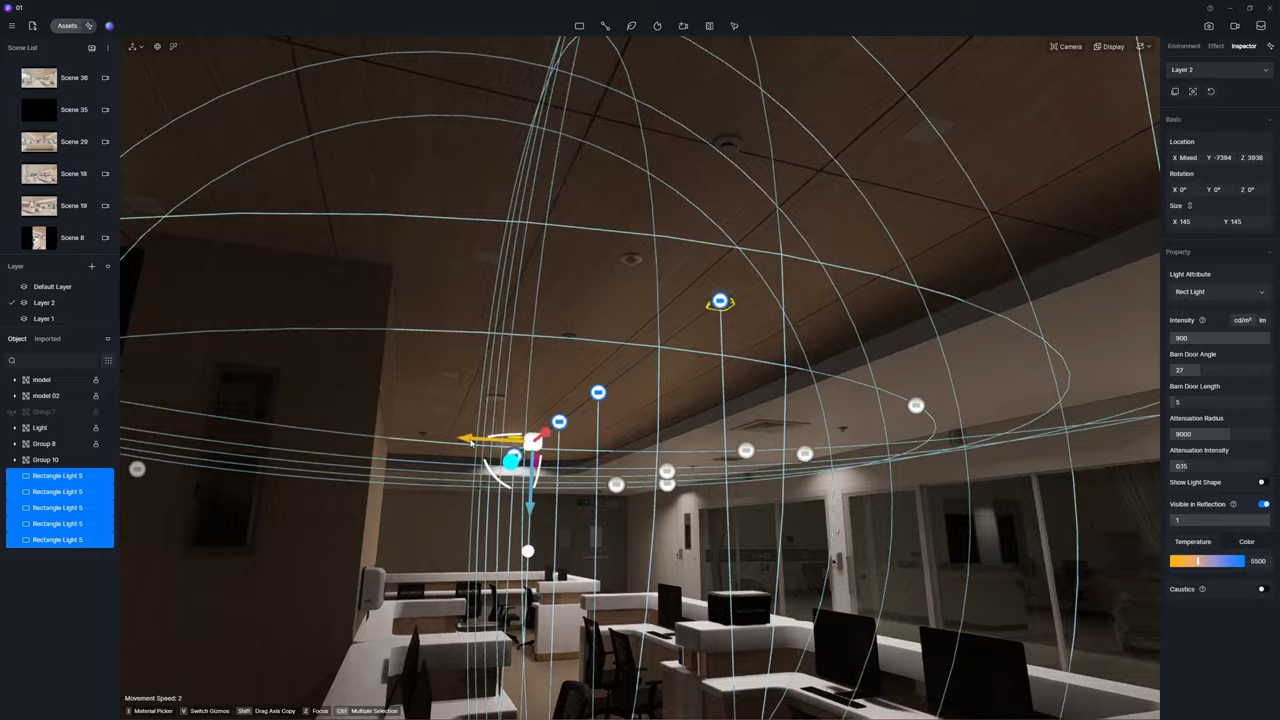 01
Assets
Scene List
Scene 36
Scene 35
Scene 29
Scene 18
Scene 19
Scene 8
Layer
Default Layer
Layer 2
Layer 1
Object Imported
model
model 02
Group 7
Light
Group 8
Group 10
Rectangle Light 5
Rectangle Light 5
Rectangle Light 5
Rectangle Light 5
Rectangle Light 5
Camera Display
Movement Speed: 2
I Material Picker V Switch Gizmos Shift Drag Axis Copy Z Focus Ctrl Multiple Selection
Environment Effect Inspector
Layer 2
Basic
Location
X Mixed Y -7394 Z 3936
Rotation
X 0° Y 0° Z 0°
Size
X 145 Y 145
Property
Light Attribute
Rect Light
Intensity cd/m² lm
900
Barn Door Angle
27
Barn Door Length
5
Attenuation Radius
9000
Attenuation Intensity
0.15
Show Light Shape
Visible in Reflection
1
Temperature Color
5500
Caustics